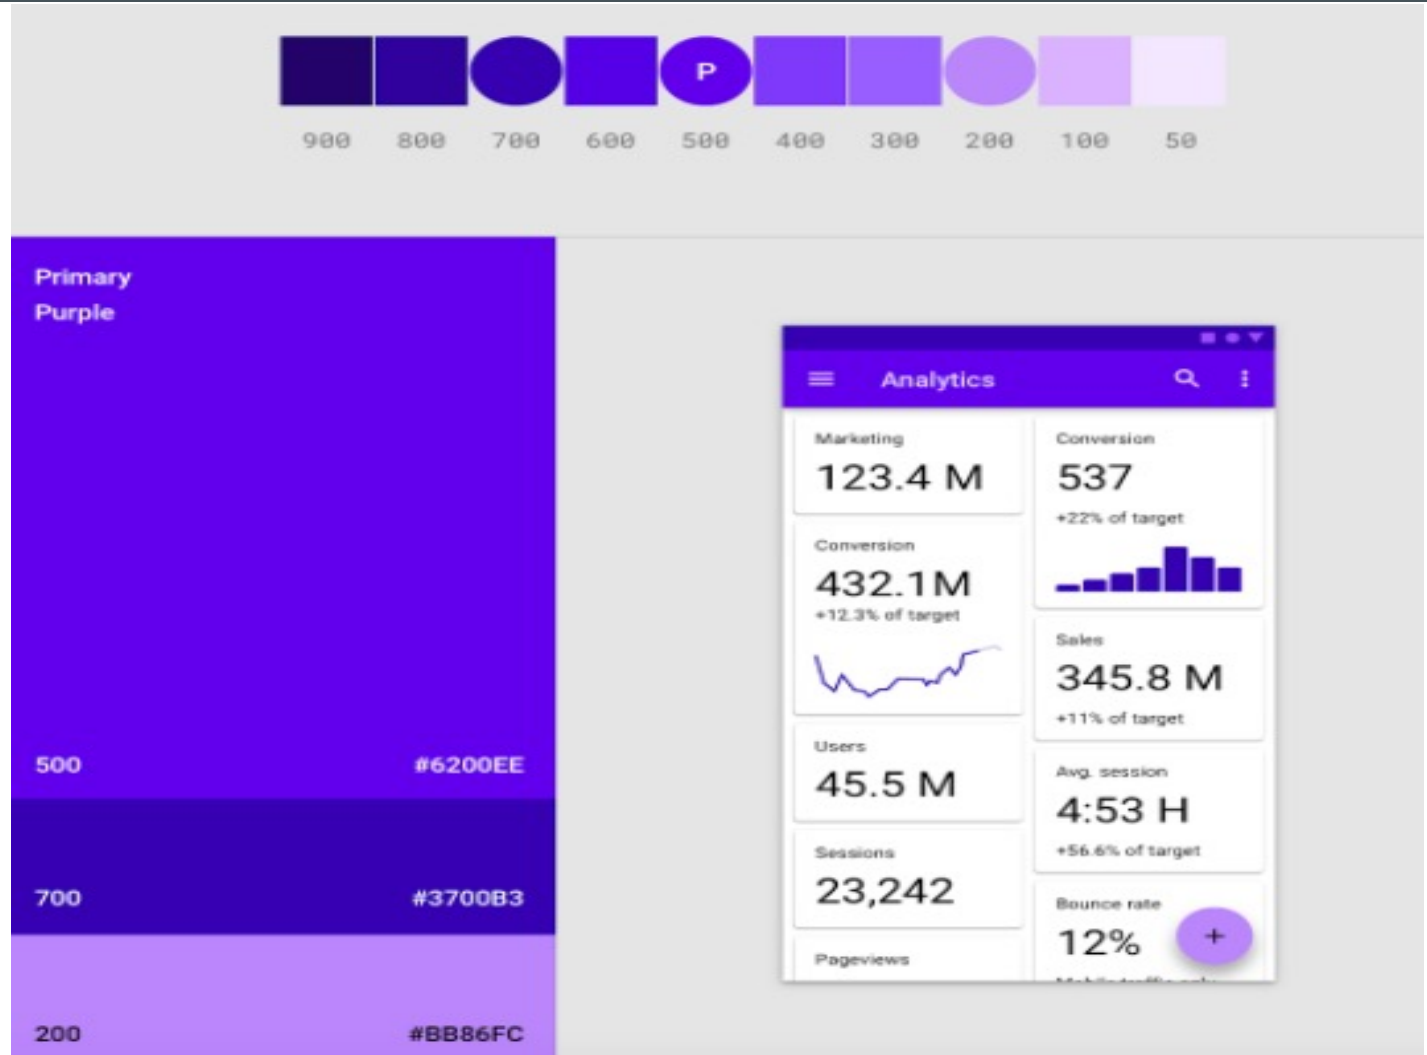 P
900 800 700 600 500 400 300 200 100 50
Primary
Purple
500 #6200EE
700 #3700B3
200 #BB86FC
Analytics
Marketing
123.4 M
Conversion
432.1M
+12.3% of target
Users
45.5 M
Sessions
23,242
Pageviews
Conversion
537
+22% of target
Sales
345.8 M
+11% of target
Avg. session
4:53 H
+56.6% of target
Bounce rate
12%
+